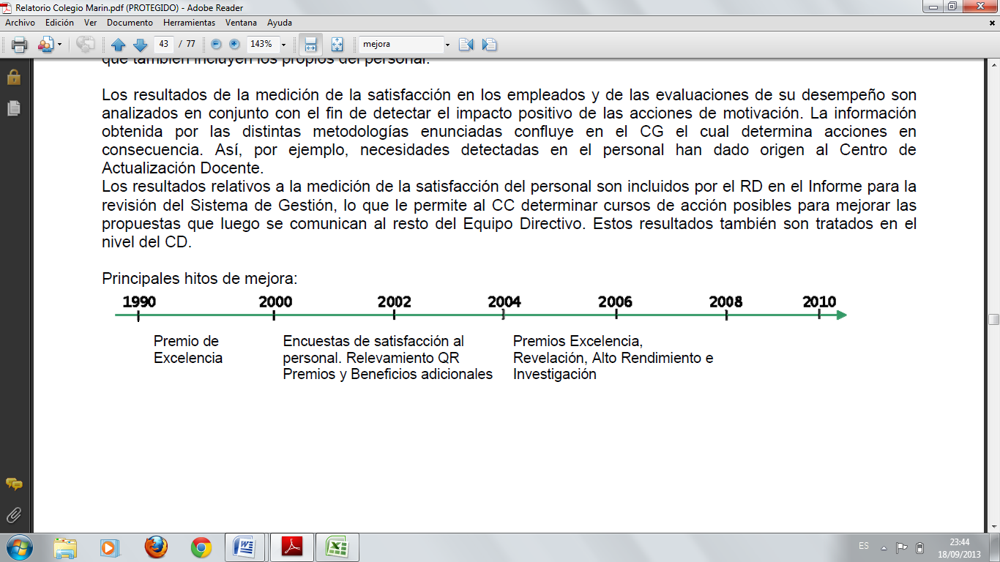 Relatorio Colegio Marin.pdf (PROTEGIDO) - Adobe Reader
Archivo Edición Ver Documento Herramientas Ventana Ayuda
43 / 77 143% mejora
que también incluyen los propios del personal.
Los resultados de la medición de la satisfacción en los empleados y de las evaluaciones de su desempeño son
analizados en conjunto con el fin de detectar el impacto positivo de las acciones de motivación. La información
obtenida por las distintas metodologías enunciadas confluye en el CG el cual determina acciones en
consecuencia. Así, por ejemplo, necesidades detectadas en el personal han dado origen al Centro de
Actualización Docente.
Los resultados relativos a la medición de la satisfacción del personal son incluidos por el RD en el Informe para la
revisión del Sistema de Gestión, lo que le permite al CC determinar cursos de acción posibles para mejorar las
propuestas que luego se comunican al resto del Equipo Directivo. Estos resultados también son tratados en el
nivel del CD.
Principales hitos de mejora:
1990 2000 2002 2004 2006 2008 2010
Premio de
Excelencia
Encuestas de satisfacción al
personal. Relevamiento QR
Premios y Beneficios adicionales
Premios Excelencia,
Revelación, Alto Rendimiento e
Investigación
ES
23:44
18/09/2013